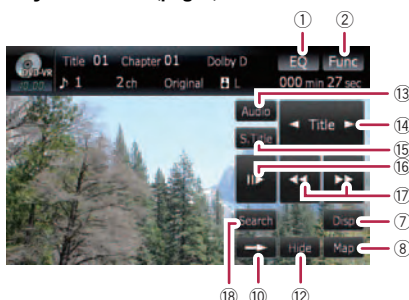 ① ②
Title 01 Chapter 01 Dolby D EQ Func
DVD-VR
♪ 1 2ch Original L 000 min 27 sec
Audio ⑬
◄ Title ► ⑭
S.Title ⑮
⑯
⑰
Search Disp ⑦
Hide Map ⑧
⑱ ⑩ ⑫